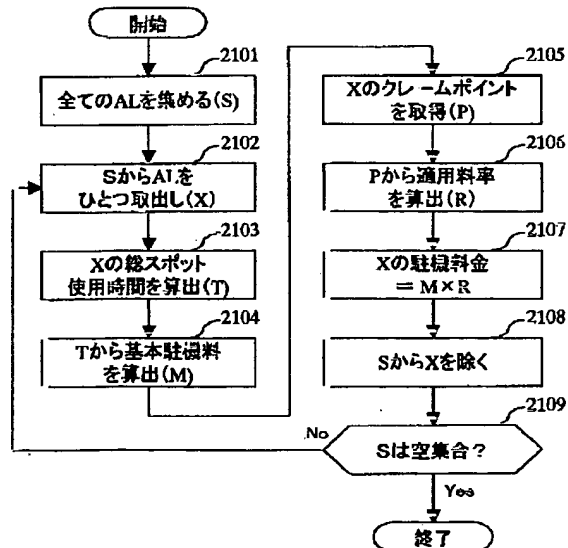 開始
2101
全てのALを集める(S)
2102
SからALを
ひとつ取出し(X)
2103
Xの総スポット
使用時間を算出(T)
2104
Tから基本駐機料
を算出(M)
2105
Xのクレームポイント
を取得(P)
2106
Pから適用料率
を算出(R)
2107
Xの駐機料金
＝M×R
2108
SからXを除く
2109
Sは空集合？
No
Yes
終了